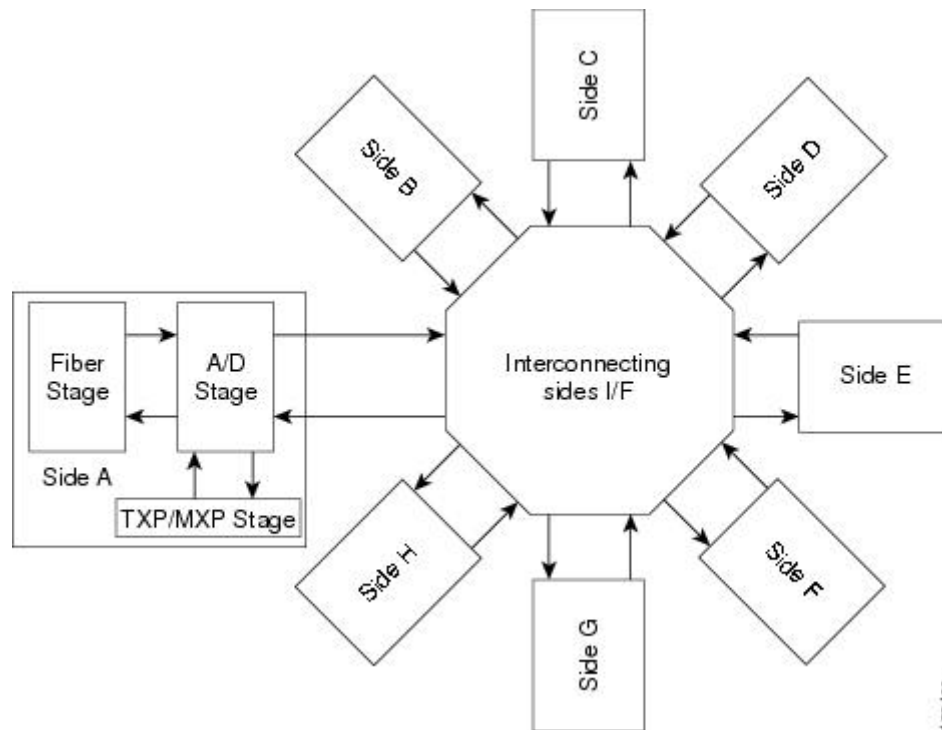 Side C
Side B
Side D
Fiber
Stage
A/D
Stage
Interconnecting
sides I/F
Side E
Side A
TXP/MXP Stage
Side H
Side F
Side G